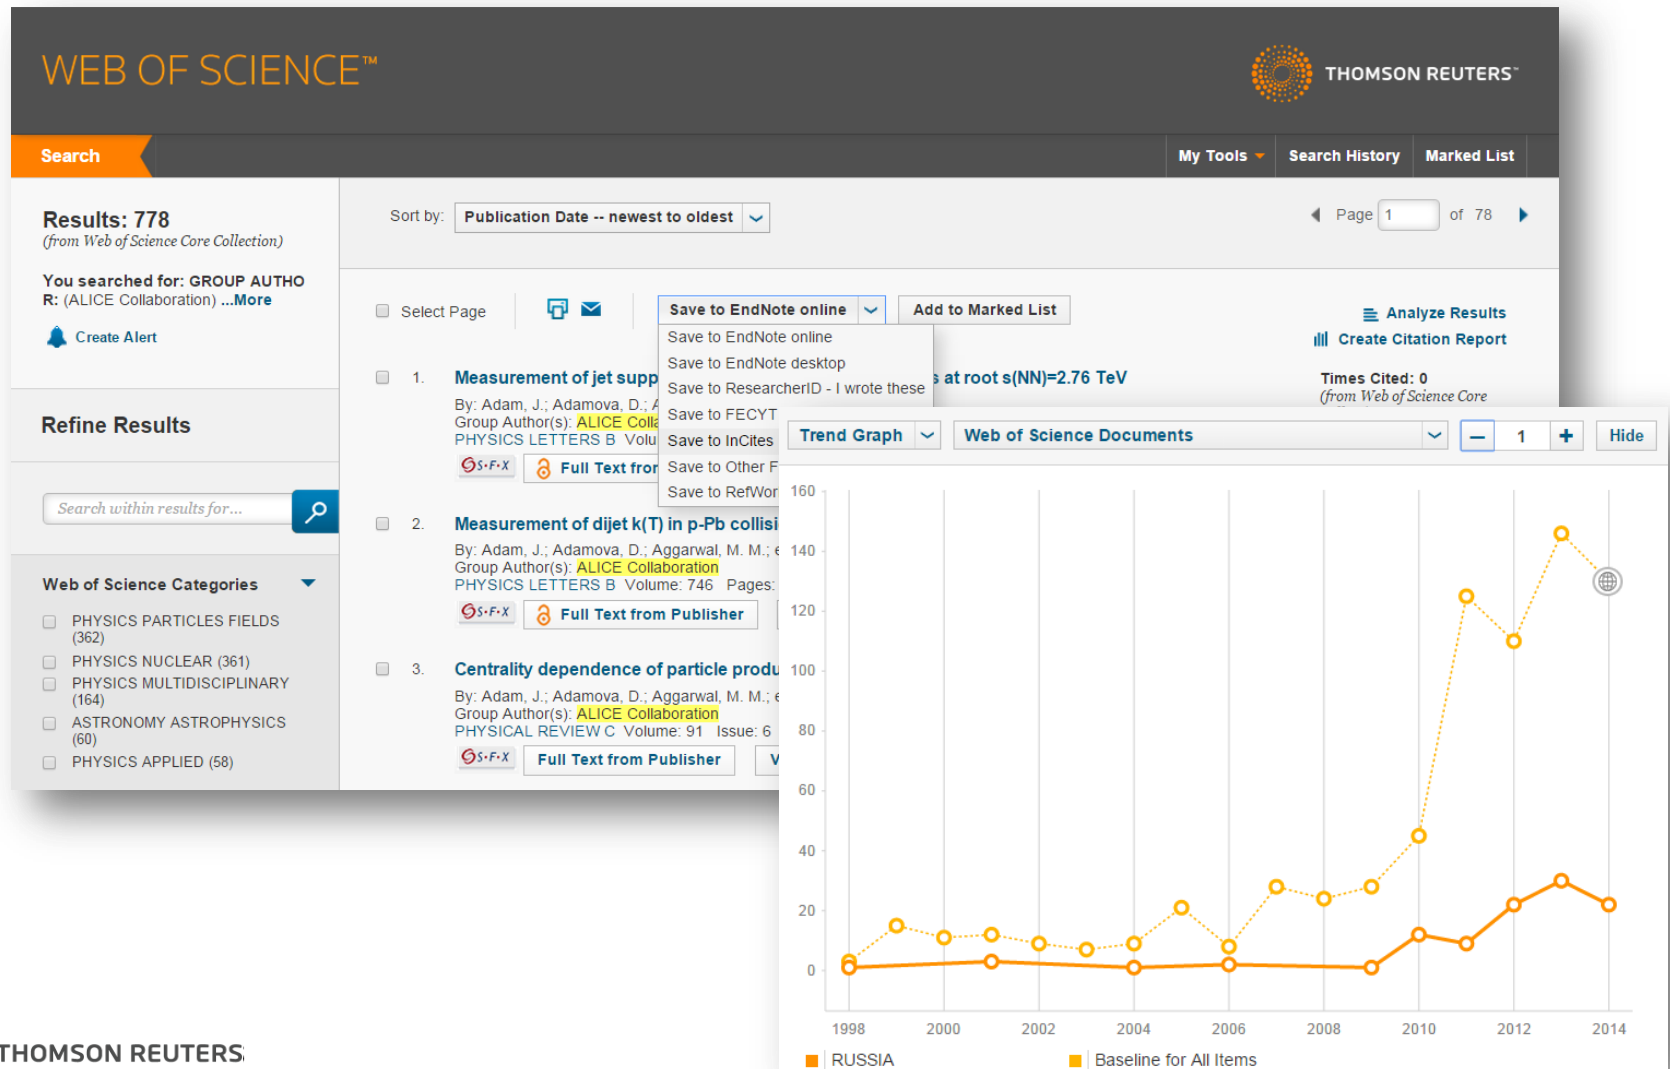 WEB OF SCIENCE™
THOMSON REUTERS™
Search
My Tools
Search History
Marked List
Results: 778
(from Web of Science Core Collection)
You searched for: GROUP AUTHO
R: (ALICE Collaboration) ...More
Create Alert
Sort by:
Publication Date -- newest to oldest
Page 1 of 78
Select Page
Save to EndNote online
Add to Marked List
Save to EndNote online
Save to EndNote desktop
Save to ResearcherID - I wrote these
Save to FECYT
Save to InCites
Save to Other F
Save to RefWor
Analyze Results
Create Citation Report
1. Measurement of jet supp s at root s(NN)=2.76 TeV
By: Adam, J.; Adamova, D.; A
Group Author(s): ALICE Colla
PHYSICS LETTERS B Volu
S·F·X Full Text from
Times Cited: 0
(from Web of Science Core
Refine Results
Search within results for...
Web of Science Categories
PHYSICS PARTICLES FIELDS
(362)
PHYSICS NUCLEAR (361)
PHYSICS MULTIDISCIPLINARY
(164)
ASTRONOMY ASTROPHYSICS
(60)
PHYSICS APPLIED (58)
2. Measurement of dijet k(T) in p-Pb collisi
By: Adam, J.; Adamova, D.; Aggarwal, M. M.; e
Group Author(s): ALICE Collaboration
PHYSICS LETTERS B Volume: 746 Pages:
S·F·X Full Text from Publisher
3. Centrality dependence of particle produ
By: Adam, J.; Adamova, D.; Aggarwal, M. M.; e
Group Author(s): ALICE Collaboration
PHYSICAL REVIEW C Volume: 91 Issue: 6
S·F·X Full Text from Publisher V
Trend Graph
Web of Science Documents
1
Hide
160
140
120
100
80
60
40
20
0
1998 2000 2002 2004 2006 2008 2010 2012 2014
RUSSIA
Baseline for All Items
THOMSON REUTERS